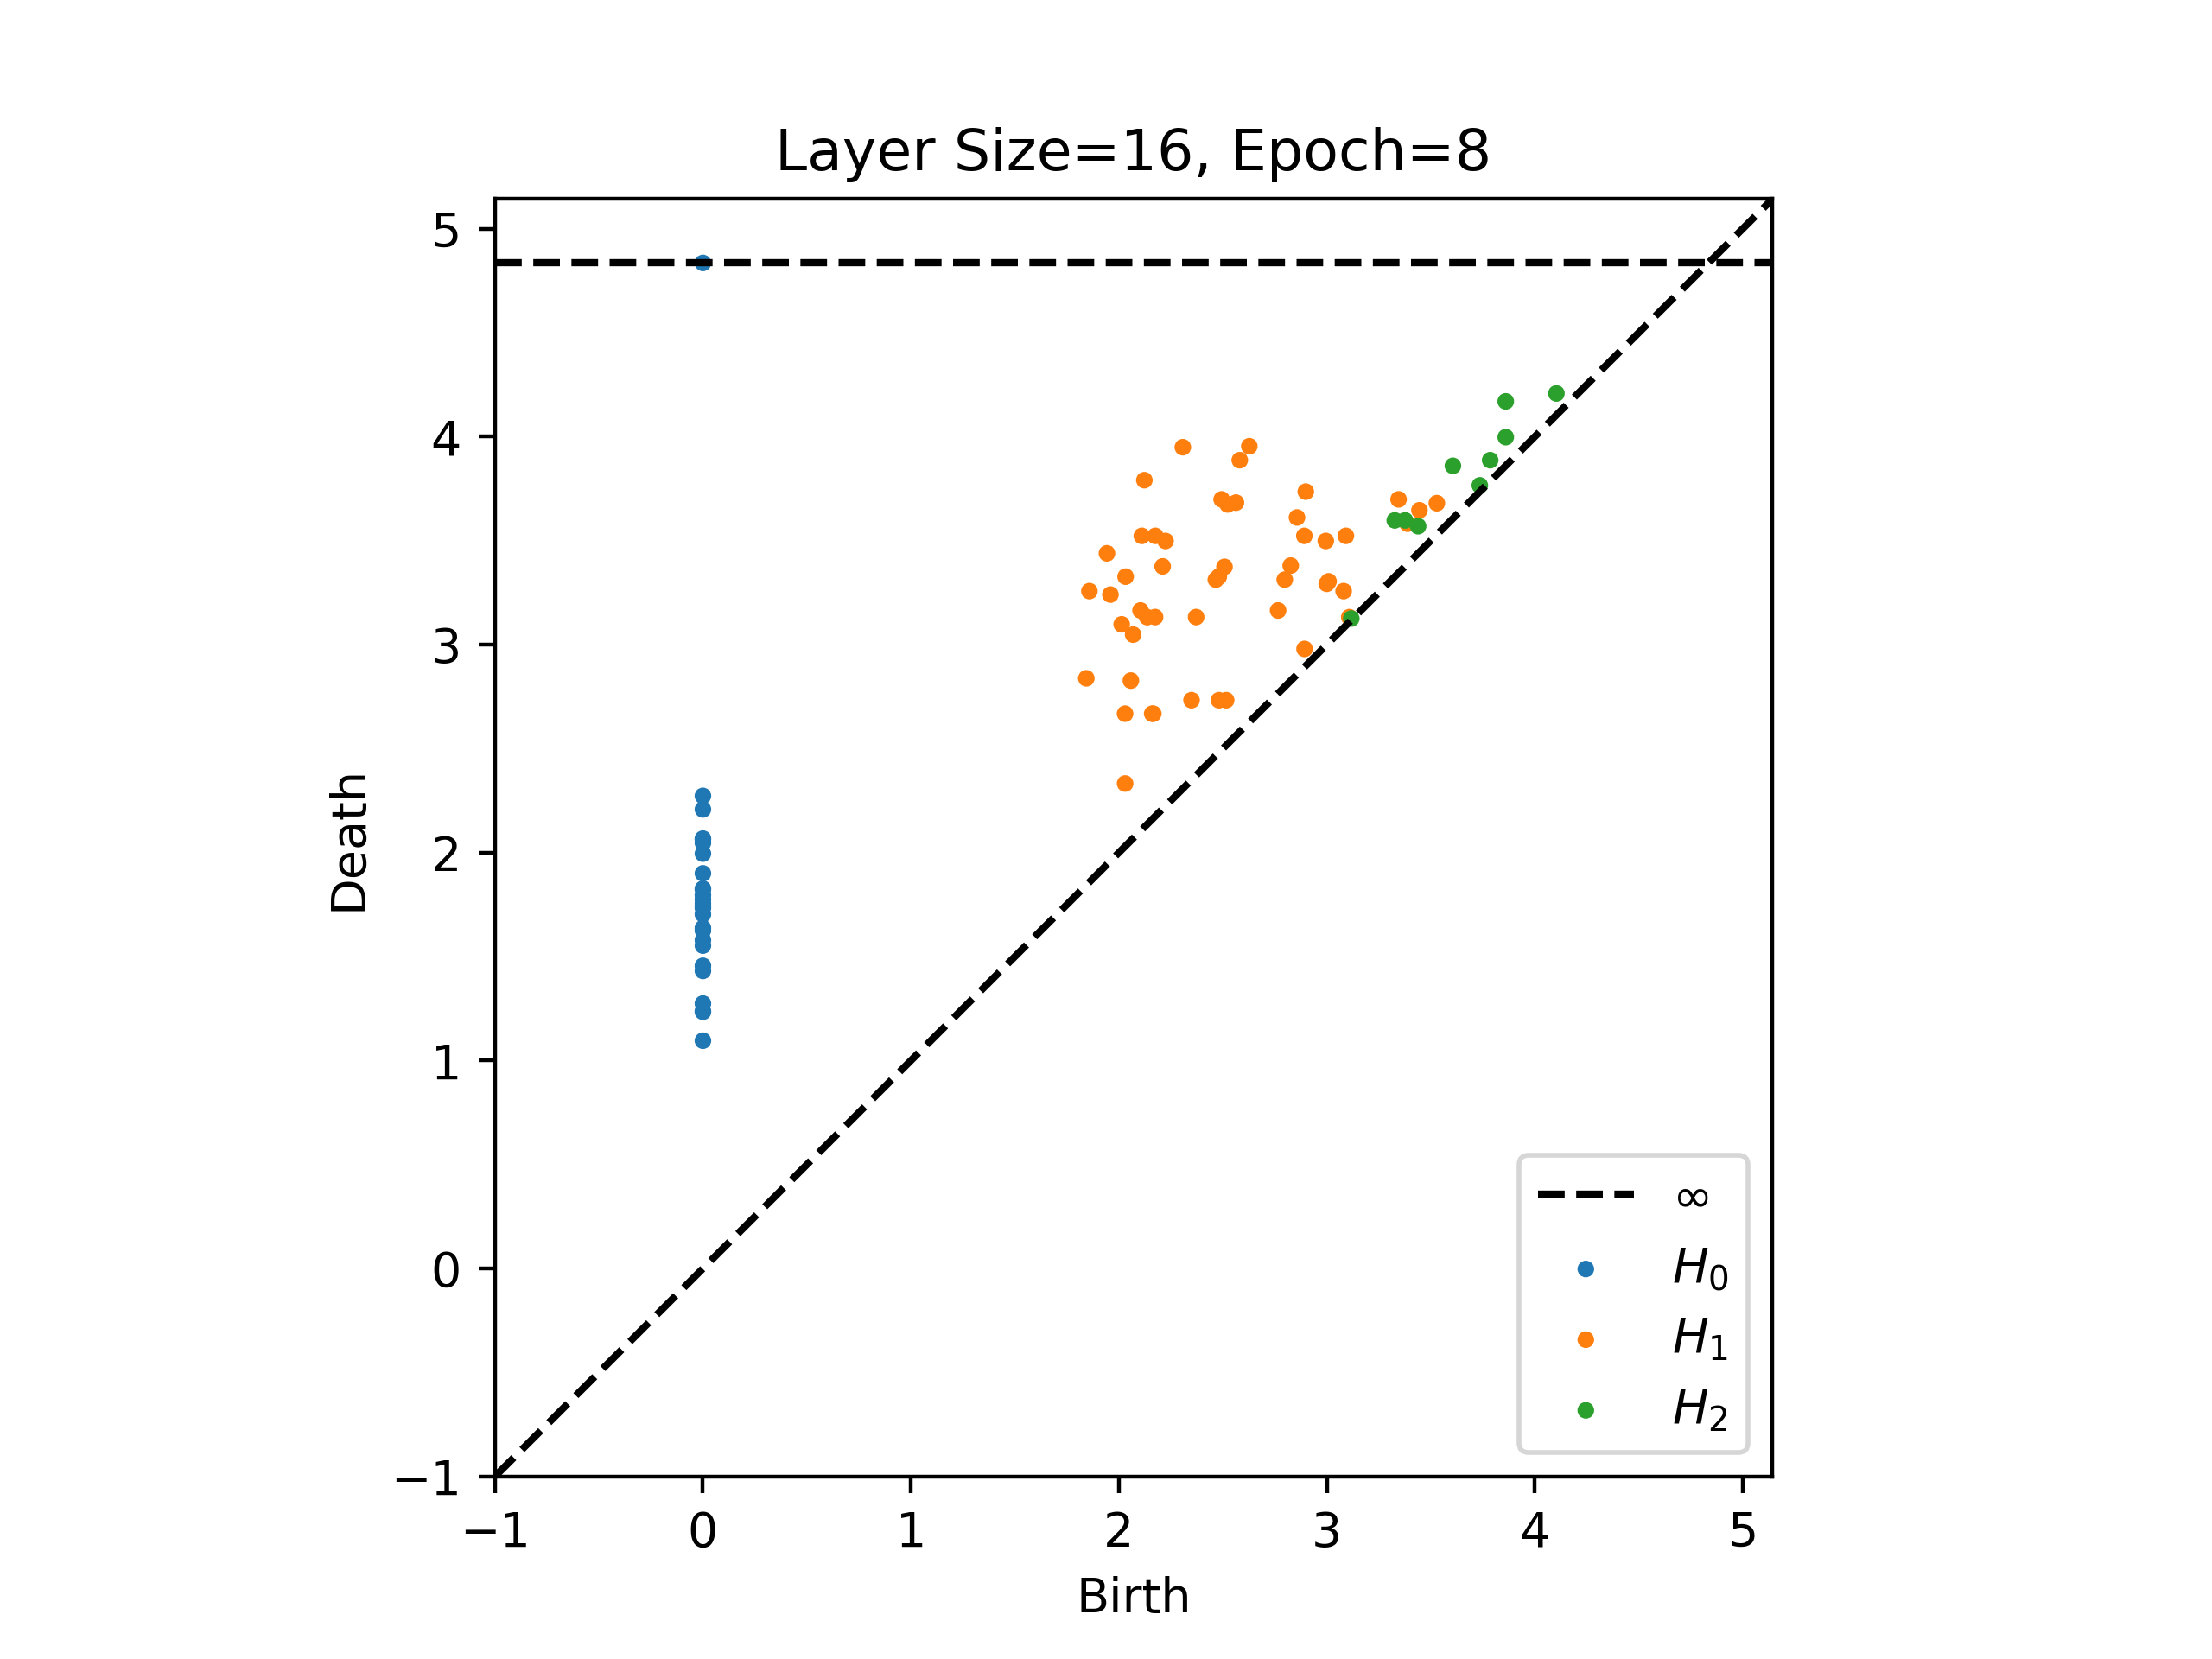 Layer Size=16, Epoch=8
5
4
3
2
1
0
−1
Death
−1 0 1 2 3 4 5
Birth
∞
H₀
H₁
H₂